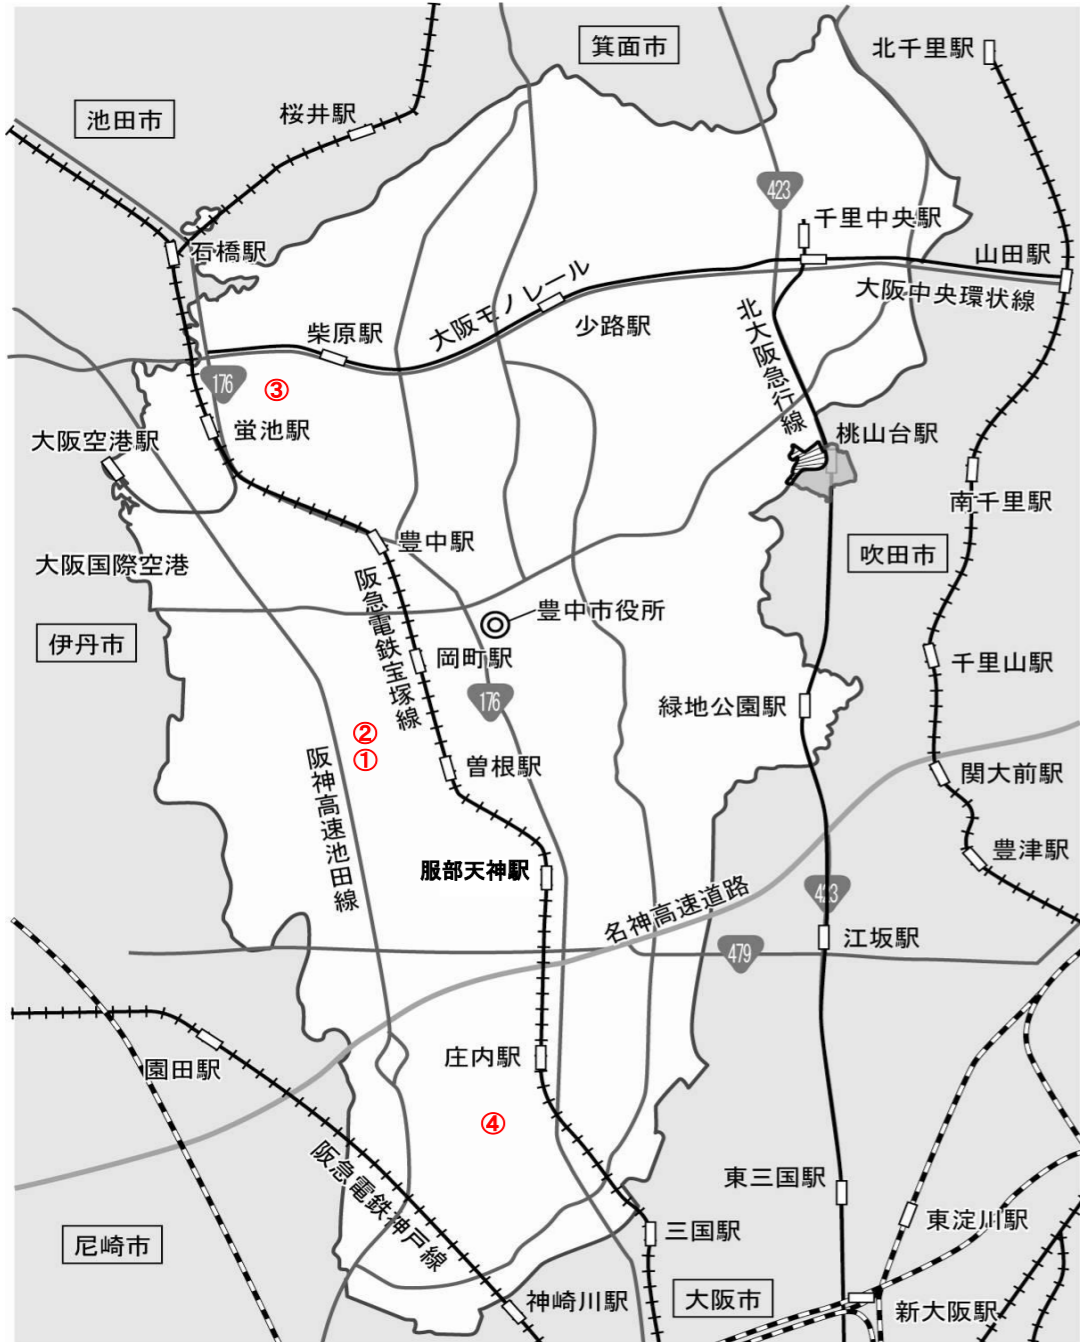 箕面市
北千里駅
桜井駅
池田市
423
千里中央駅
石橋駅
山田駅
大阪モノレール
大阪中央環状線
柴原駅
少路駅
北大阪急行線
176
③
蛍池駅
大阪空港駅
桃山台駅
南千里駅
豊中駅
大阪国際空港
吹田市
阪急電鉄宝塚線
豊中市役所
伊丹市
岡町駅
千里山駅
176
緑地公園駅
②
①
阪神高速池田線
曽根駅
関大前駅
豊津駅
服部天神駅
423
名神高速道路
江坂駅
479
庄内駅
園田駅
④
阪急電鉄神戸線
東三国駅
東淀川駅
三国駅
尼崎市
大阪市
神崎川駅
新大阪駅